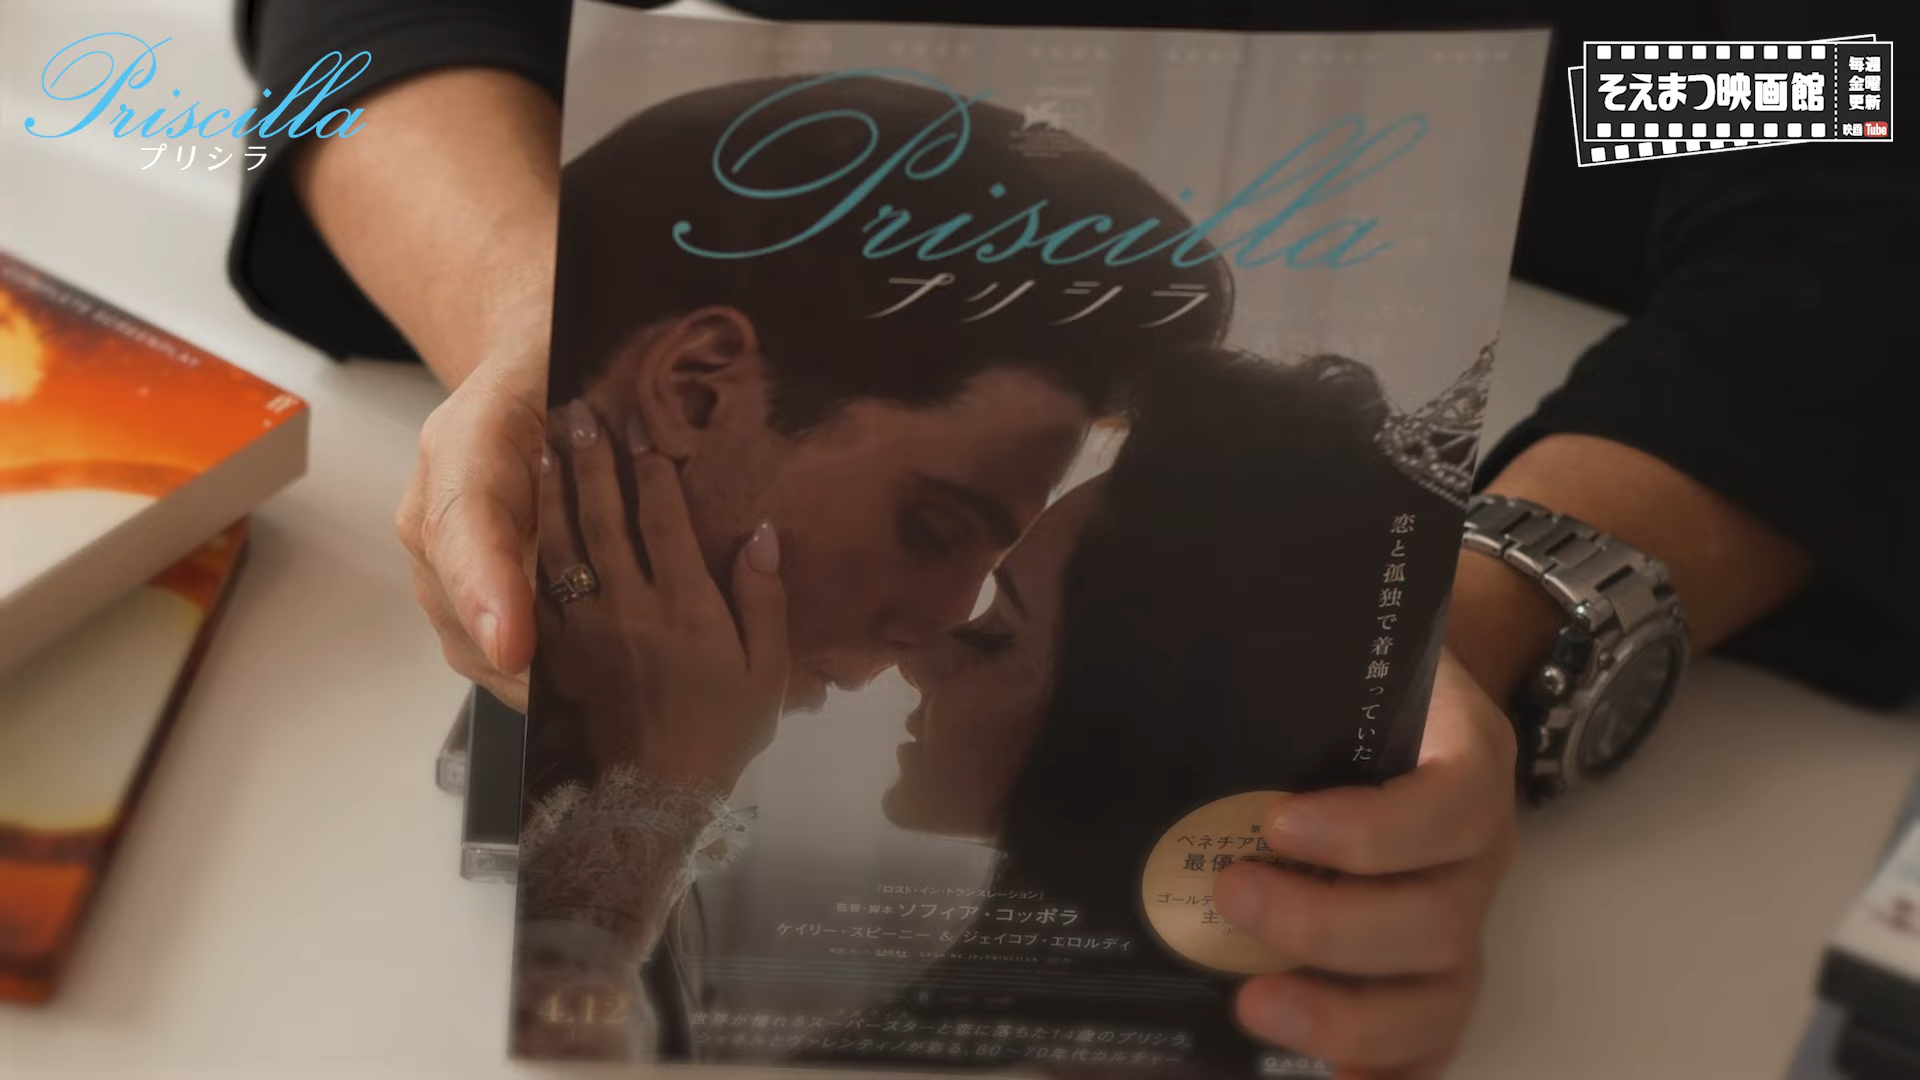 Priscilla
プリシラ
そえまつ映画館
毎週
金曜
更新
映画Tube
COMPLETE SCREENPLAY
Priscilla
プリシラ
恋と孤独で着飾っていた
ベネチア国
最優
ゴールデ
主
『ロスト・イン・トランスレーション』
監督・脚本 ソフィア・コッポラ
ケイリー・スピーニー & ジェイコブ・エロルディ
4.12
世界が憧れるスーパースターと恋に落ちた14歳のプリシラ。
シャネルとヴァレンティノが彩る、60〜70年代カルチャー
GAGA